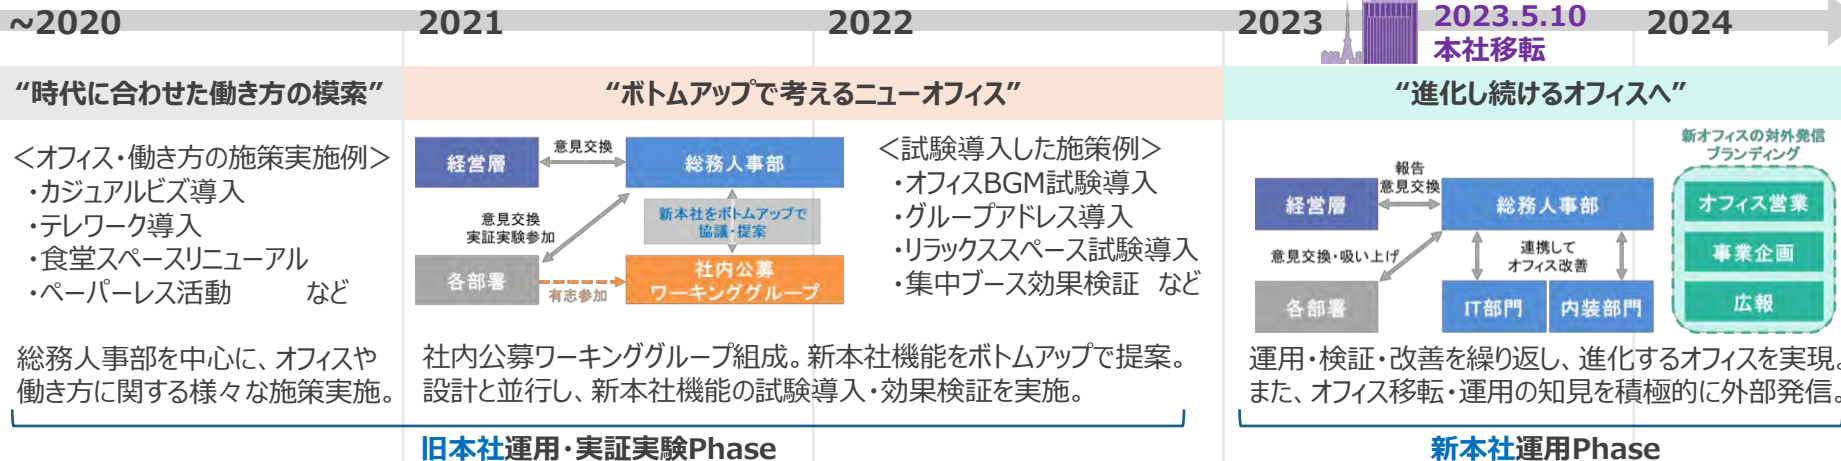 ~2020
2021
2022
2023
2023.5.10
本社移転
2024
“時代に合わせた働き方の模索”
“ボトムアップで考えるニューオフィス”
“進化し続けるオフィスへ”
＜オフィス・働き方の施策実施例＞
・カジュアルビズ導入
・テレワーク導入
・食堂スペースリニューアル
・ペーパーレス活動　　　など
総務人事部を中心に、オフィスや
働き方に関する様々な施策実施。
経営層
意見交換
総務人事部
意見交換
実証実験参加
新本社をボトムアップで
協議・提案
各部署
有志参加
社内公募
ワーキンググループ
＜試験導入した施策例＞
・オフィスBGM試験導入
・グループアドレス導入
・リラックススペース試験導入
・集中ブース効果検証　など
社内公募ワーキンググループ組成。新本社機能をボトムアップで提案。
設計と並行し、新本社機能の試験導入・効果検証を実施。
経営層
報告
意見交換
総務人事部
意見交換・吸い上げ
連携して
オフィス改善
各部署
IT部門
内装部門
新オフィスの対外発信
ブランディング
オフィス営業
事業企画
広報
運用・検証・改善を繰り返し、進化するオフィスを実現。
また、オフィス移転・運用の知見を積極的に外部発信。
旧本社運用・実証実験Phase
新本社運用Phase